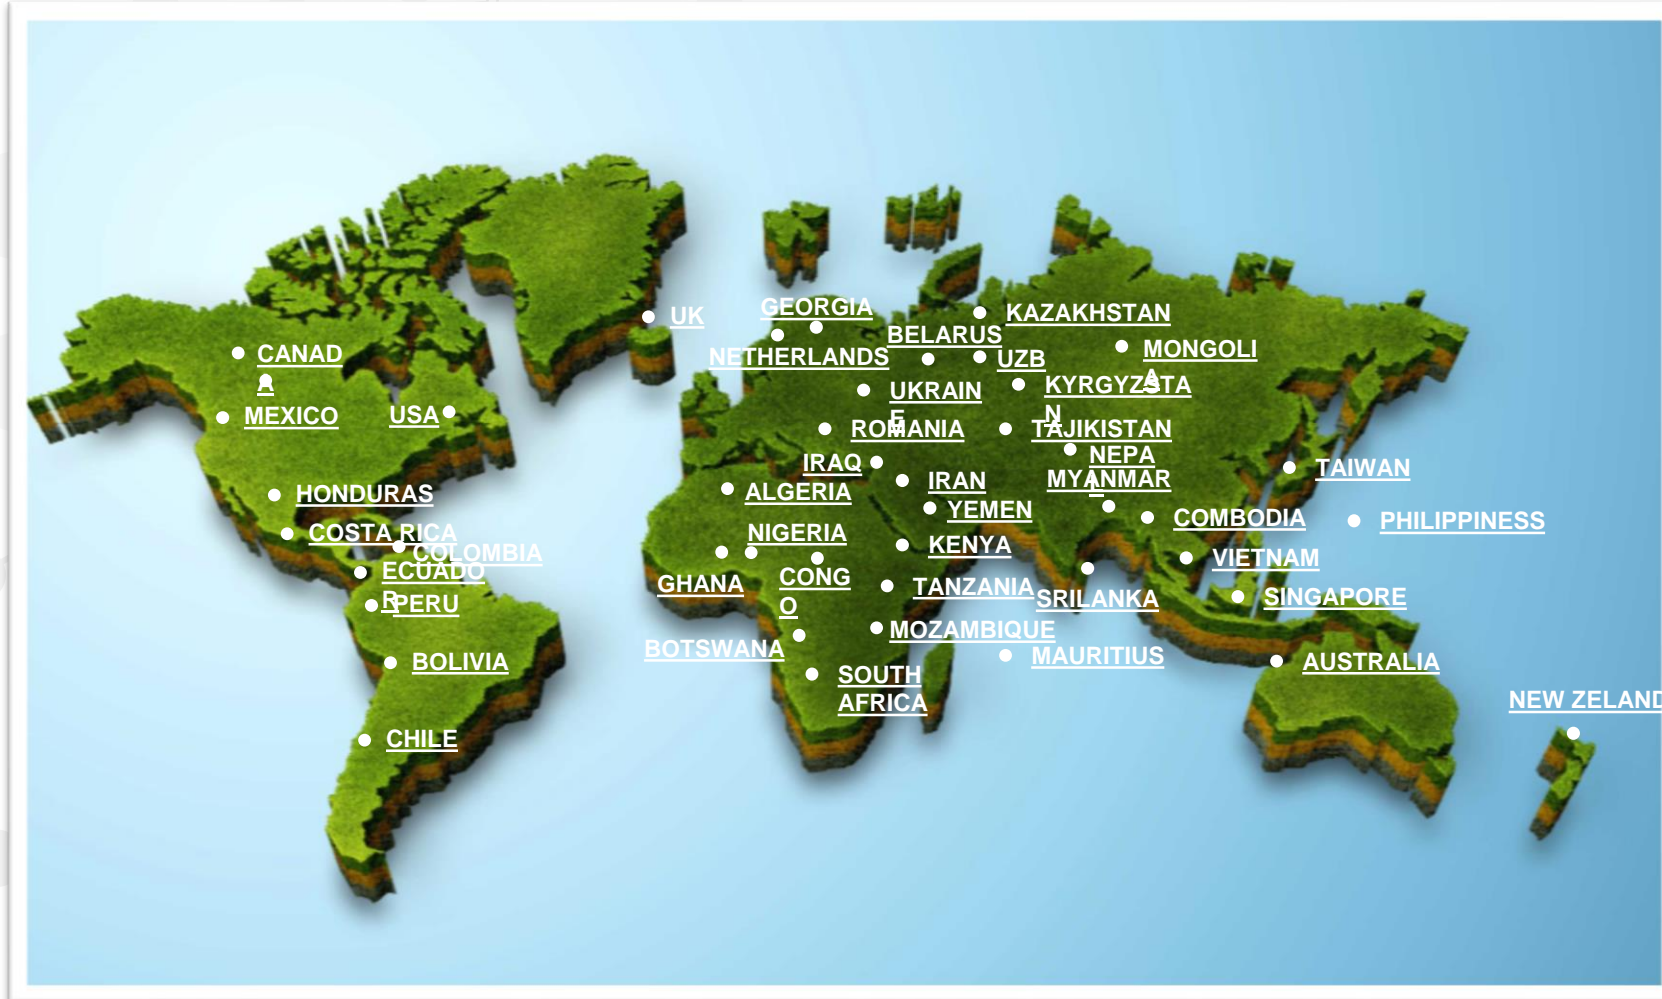 GEORGIA
KAZAKHSTAN
UK
BELARUS
MONGOLI
A
NETHERLANDS
UZB
CANAD
A
KYRGYZSTA
N
UKRAIN
E
MEXICO
USA
ROMANIA
TAJIKISTAN
NEPA
L
IRAQ
TAIWAN
IRAN
MYANMAR
ALGERIA
HONDURAS
YEMEN
COMBODIA
PHILIPPINESS
COSTA RICA
NIGERIA
KENYA
COLOMBIA
VIETNAM
ECUADO
R
GHANA
CONG
O
TANZANIA
SRILANKA
SINGAPORE
PERU
MOZAMBIQUE
BOTSWANA
MAURITIUS
BOLIVIA
AUSTRALIA
SOUTH
AFRICA
NEW ZELAND
CHILE